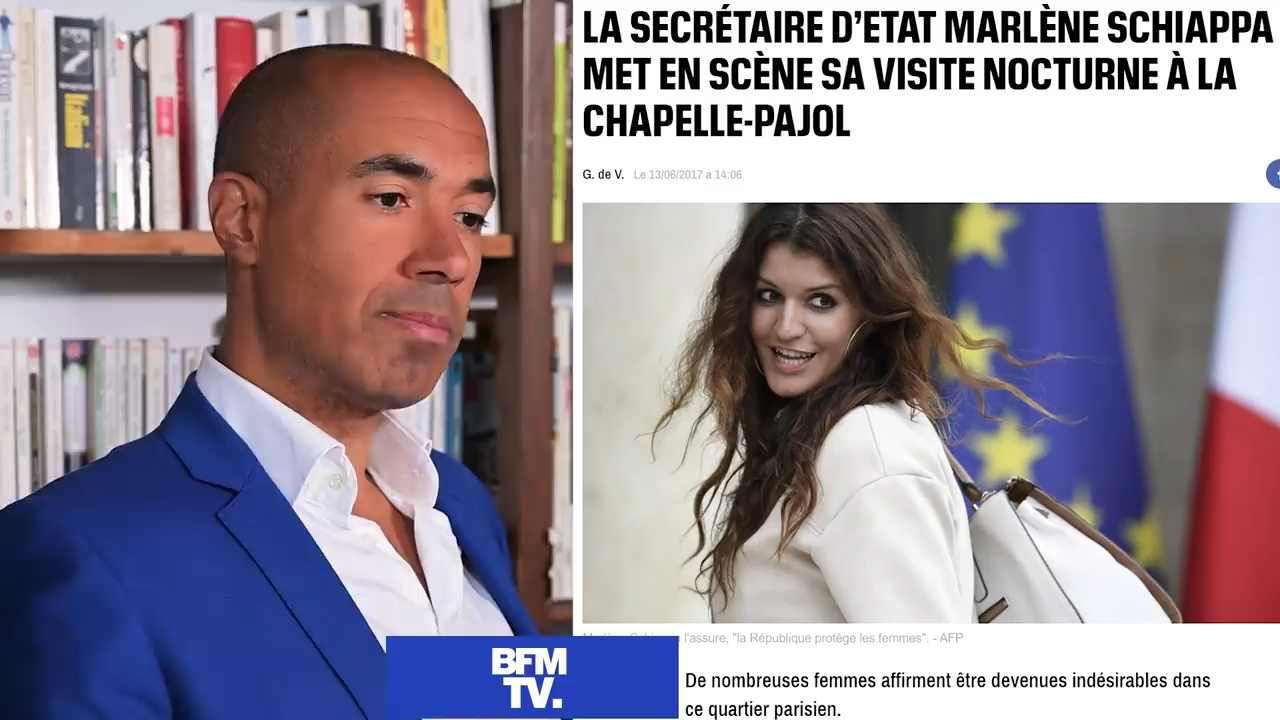 LA SECRÉTAIRE D'ETAT MARLÈNE SCHIAPPA
MET EN SCÈNE SA VISITE NOCTURNE À LA
CHAPELLE-PAJOL
G. de V. Le 13/06/2017 à 14:06
l'assure, "la République protège les femmes". - AFP
BFM
TV.
De nombreuses femmes affirment être devenues indésirables dans
ce quartier parisien.